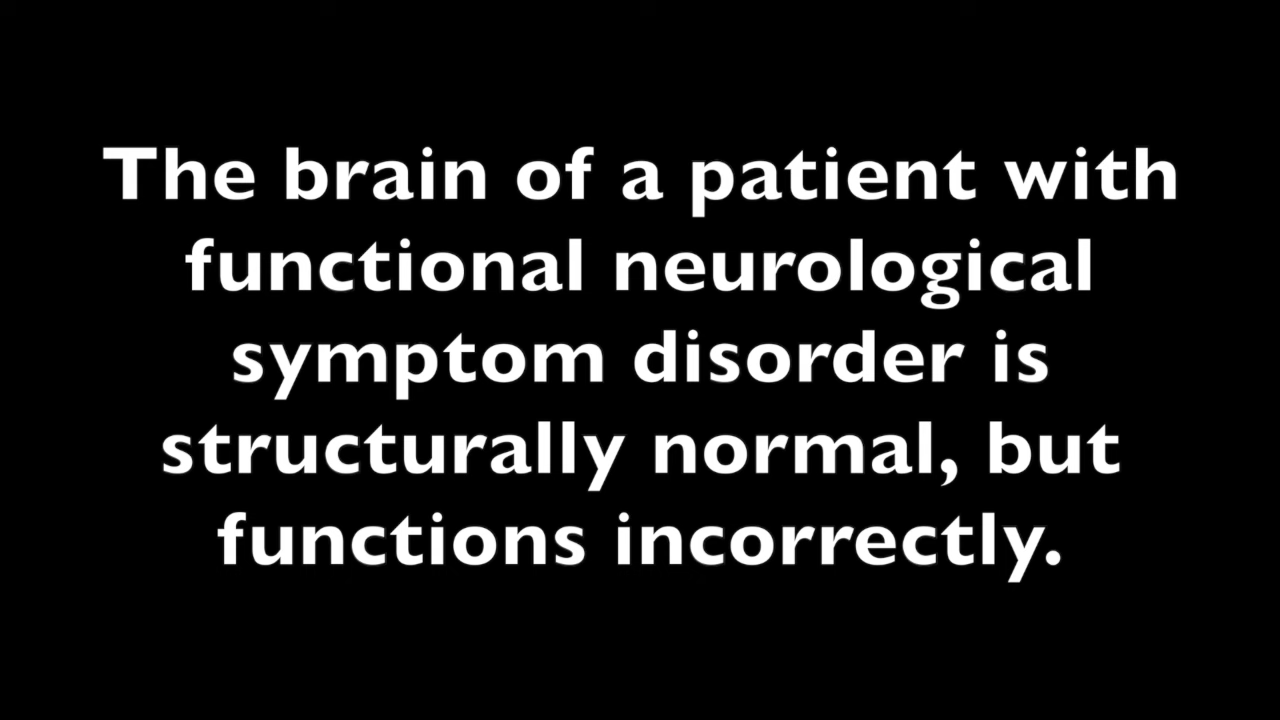 The brain of a patient with
functional neurological
symptom disorder is
structurally normal, but
functions incorrectly.